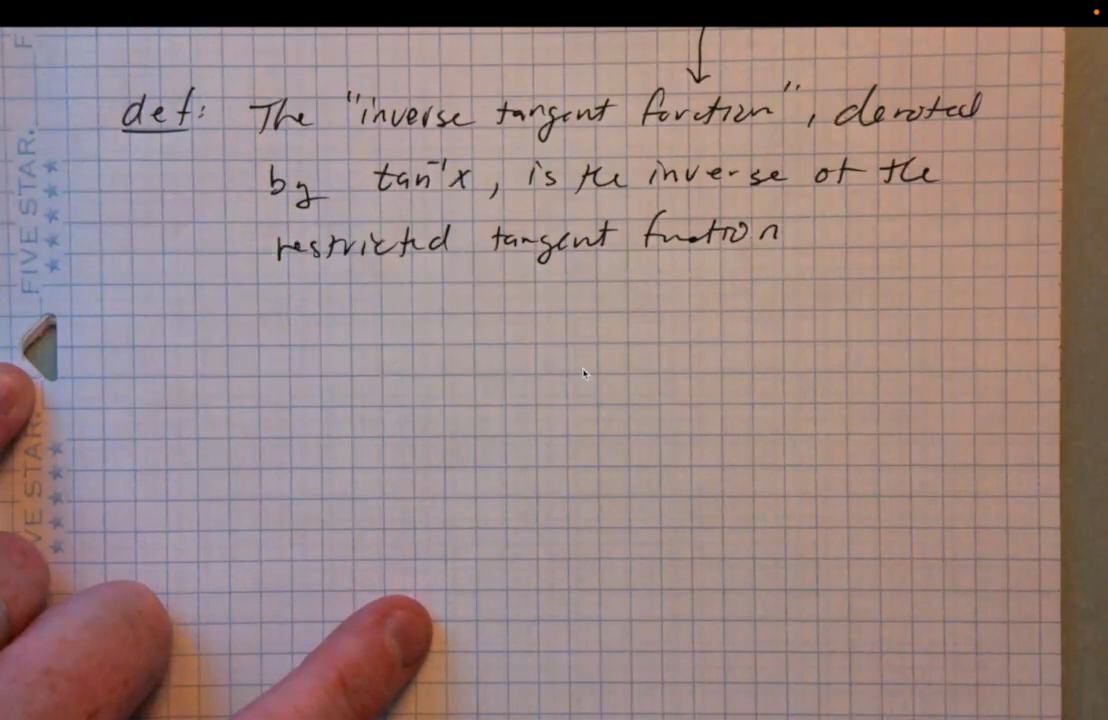 def: The "inverse tangent function", denoted
by tan⁻¹x, is the inverse of the
restricted tangent function
FIVE STAR.
VE STAR.
F